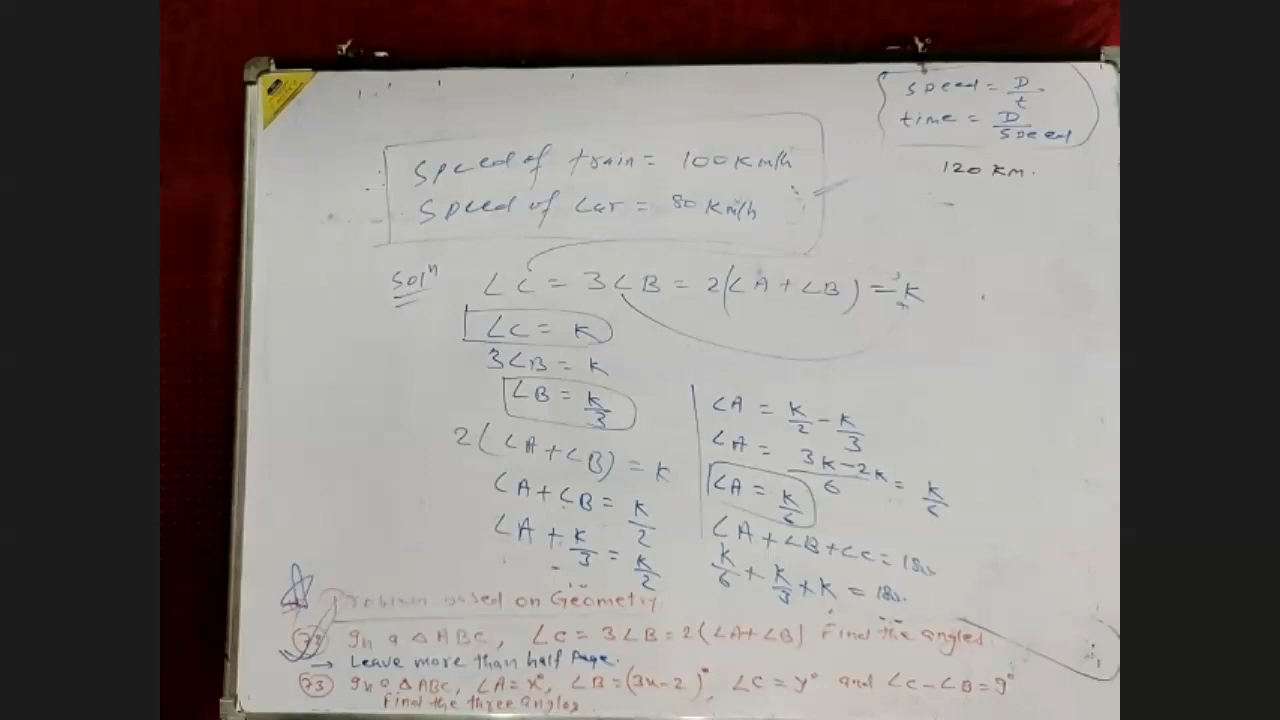 speed = D/t
time = D/speed
120 KM.
Speed of train = 100 Km/h
Speed of car = 80 Km/h
Solⁿ
∠C = 3∠B = 2(∠A + ∠B) = K
∠C = K
3∠B = K
∠B = K/3
2(∠A + ∠B) = K
∠A + ∠B = K/2
∠A + K/3 = K/2
∠A = K/2 - K/3
∠A = 3K-2K/6 = K/6
∠A = K/6
∠A + ∠B + ∠C = 180
K/6 + K/3 + K = 180.
Problem based on Geometry.
72 In a △ABC, ∠C = 3∠B = 2(∠A+∠B) Find the angles
→ Leave more than half Page.
73 In a △ABC, ∠A = x°, ∠B = (3x-2)°, ∠C = y° and ∠C-∠B = 9°
Find the three angles.